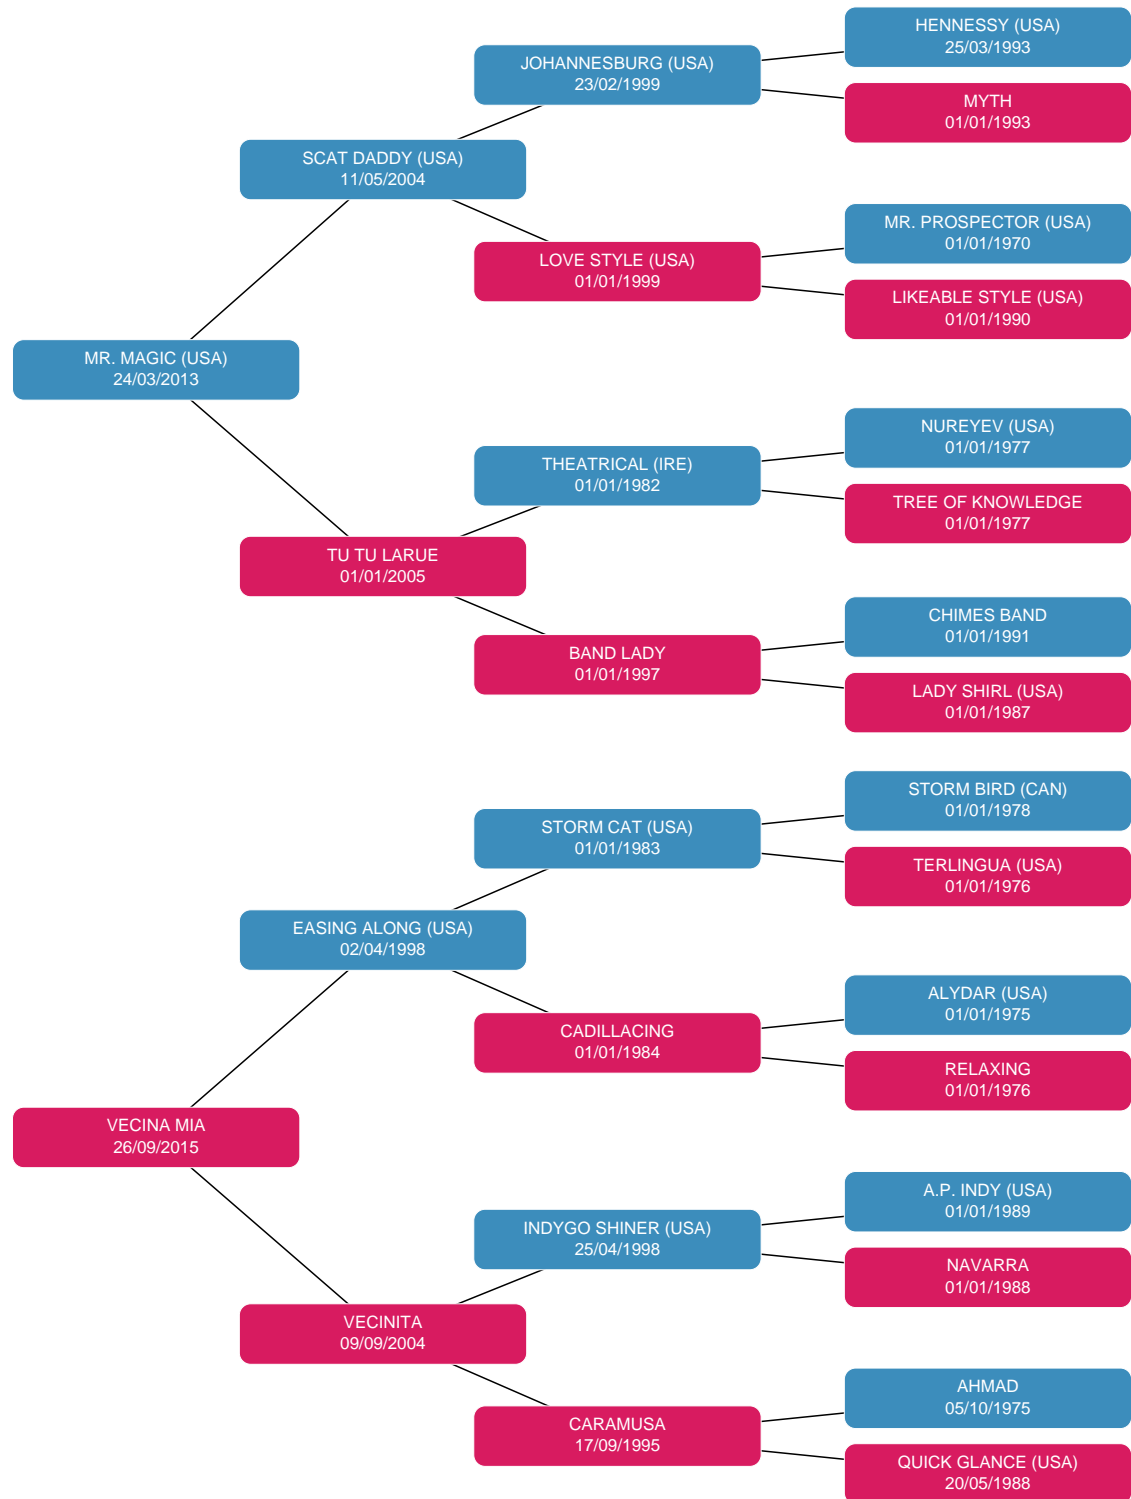 HENNESSY (USA)
25/03/1993
JOHANNESBURG (USA)
23/02/1999
MYTH
01/01/1993
SCAT DADDY (USA)
11/05/2004
MR. PROSPECTOR (USA)
01/01/1970
LOVE STYLE (USA)
01/01/1999
LIKEABLE STYLE (USA)
01/01/1990
MR. MAGIC (USA)
24/03/2013
NUREYEV (USA)
01/01/1977
THEATRICAL (IRE)
01/01/1982
TREE OF KNOWLEDGE
01/01/1977
TU TU LARUE
01/01/2005
CHIMES BAND
01/01/1991
BAND LADY
01/01/1997
LADY SHIRL (USA)
01/01/1987
STORM BIRD (CAN)
01/01/1978
STORM CAT (USA)
01/01/1983
TERLINGUA (USA)
01/01/1976
EASING ALONG (USA)
02/04/1998
ALYDAR (USA)
01/01/1975
CADILLACING
01/01/1984
RELAXING
01/01/1976
VECINA MIA
26/09/2015
A.P. INDY (USA)
01/01/1989
INDYGO SHINER (USA)
25/04/1998
NAVARRA
01/01/1988
VECINITA
09/09/2004
AHMAD
05/10/1975
CARAMUSA
17/09/1995
QUICK GLANCE (USA)
20/05/1988